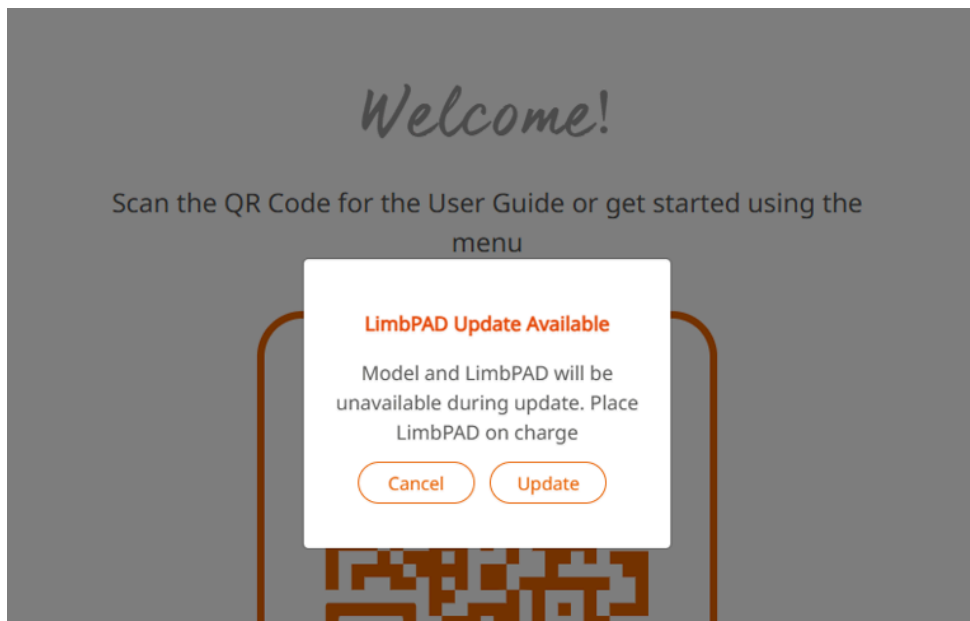 Welcome!
Scan the QR Code for the User Guide or get started using the
menu
LimbPAD Update Available
Model and LimbPAD will be
unavailable during update. Place
LimbPAD on charge
Cancel Update